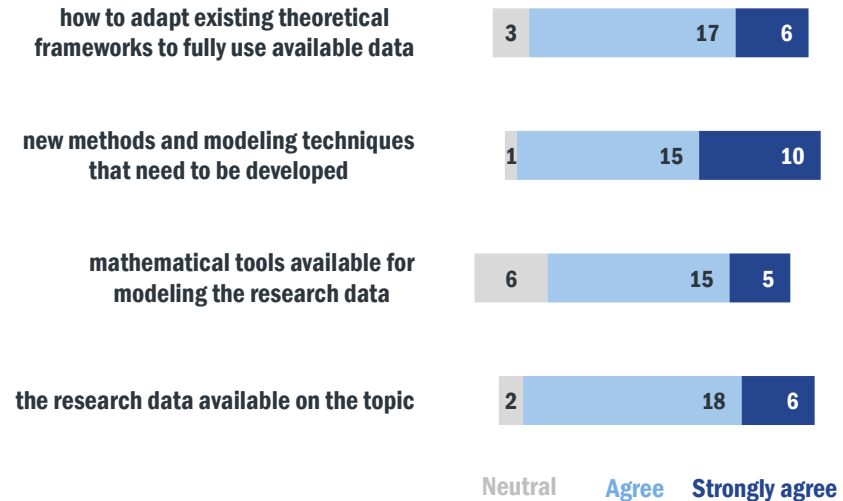 how to adapt existing theoretical
frameworks to fully use available data
3 17 6
new methods and modeling techniques
that need to be developed
1 15 10
mathematical tools available for
modeling the research data
6 15 5
the research data available on the topic
2 18 6
Neutral Agree Strongly agree